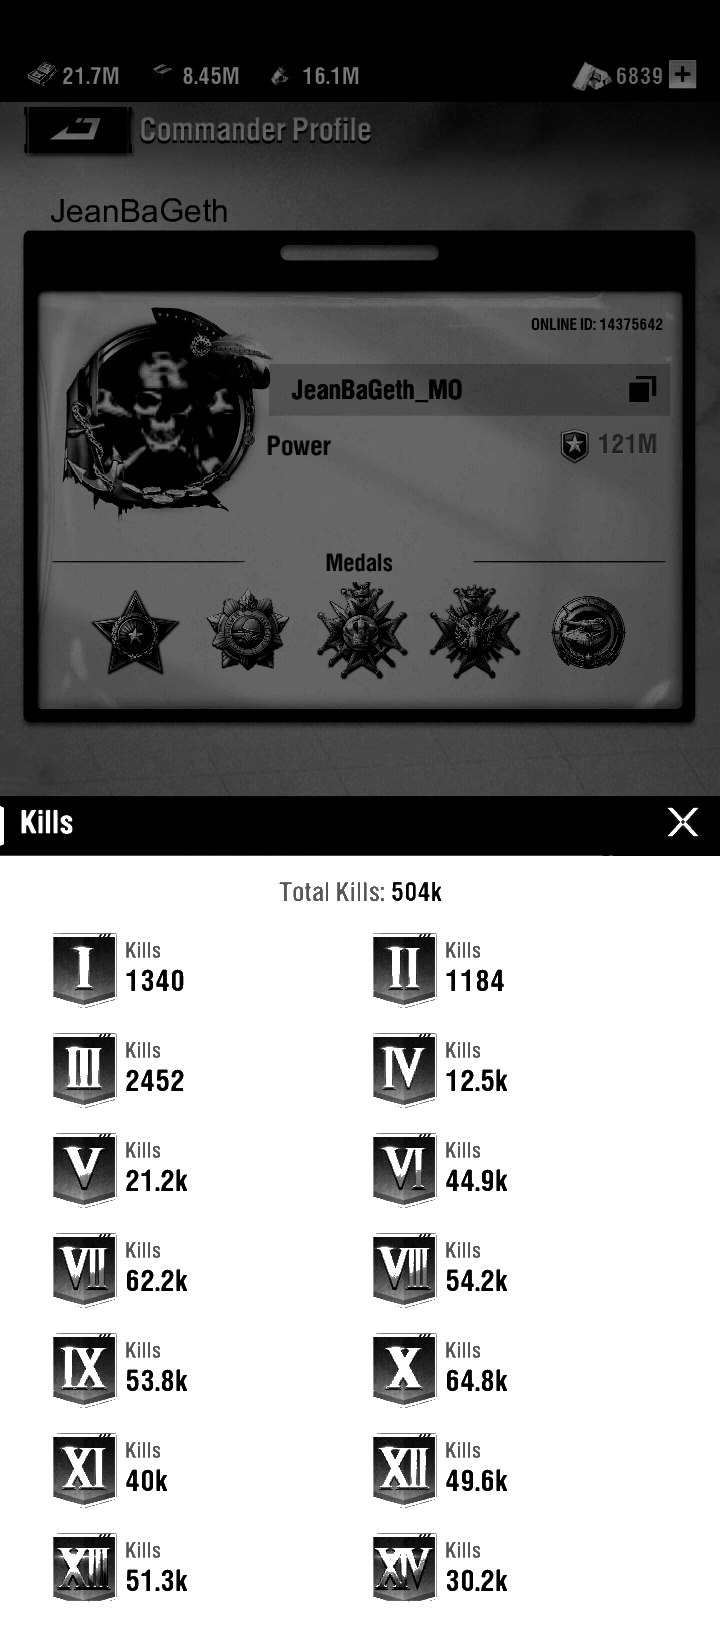 21.7M 8.45M 16.1M 6839
Commander Profile
JeanBaGeth
ONLINE ID: 14375642
JeanBaGeth_MO
Power 121M
Medals
Kills
Total Kills: 504k
I Kills 1340 II Kills 1184
III Kills 2452 IV Kills 12.5k
V Kills 21.2k VI Kills 44.9k
VII Kills 62.2k VIII Kills 54.2k
IX Kills 53.8k X Kills 64.8k
XI Kills 40k XII Kills 49.6k
XIII Kills 51.3k XIV Kills 30.2k